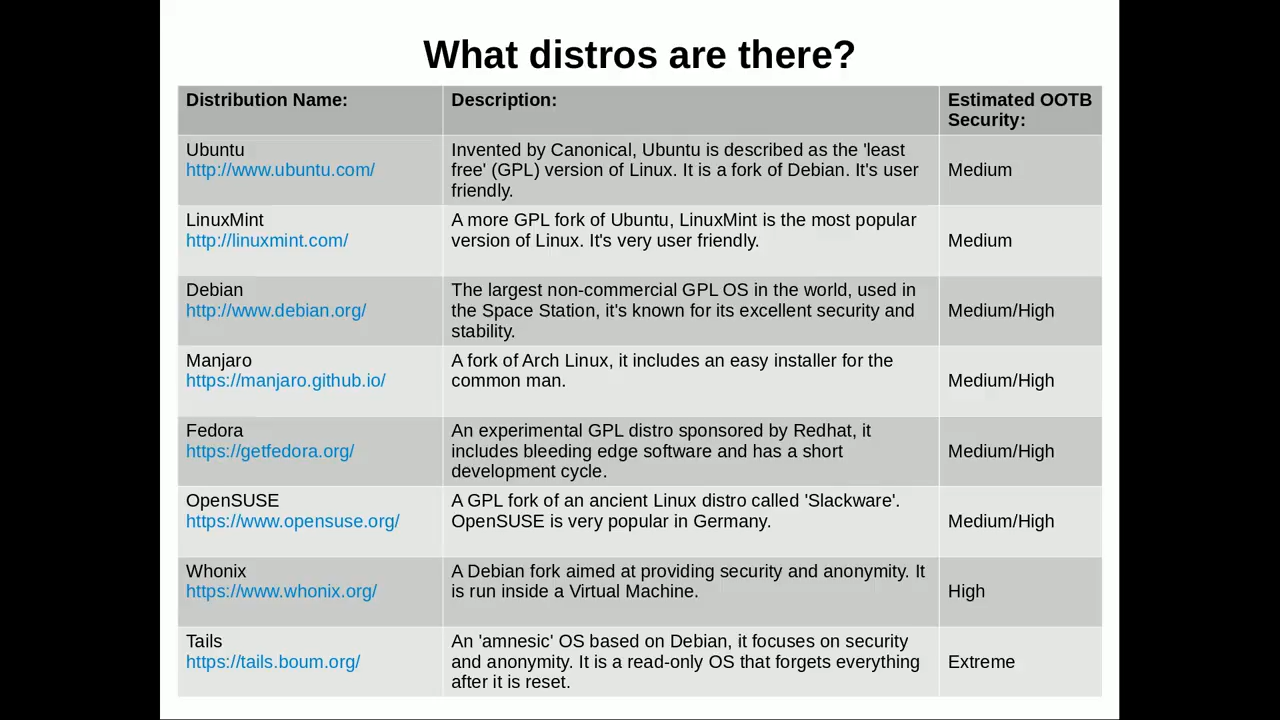 What distros are there?
Distribution Name:
Description:
Estimated OOTB
Security:
Ubuntu
http://www.ubuntu.com/
Invented by Canonical, Ubuntu is described as the 'least
free' (GPL) version of Linux. It is a fork of Debian. It's user
friendly.
Medium
LinuxMint
http://linuxmint.com/
A more GPL fork of Ubuntu, LinuxMint is the most popular
version of Linux. It's very user friendly.
Medium
Debian
http://www.debian.org/
The largest non-commercial GPL OS in the world, used in
the Space Station, it's known for its excellent security and
stability.
Medium/High
Manjaro
https://manjaro.github.io/
A fork of Arch Linux, it includes an easy installer for the
common man.
Medium/High
Fedora
https://getfedora.org/
An experimental GPL distro sponsored by Redhat, it
includes bleeding edge software and has a short
development cycle.
Medium/High
OpenSUSE
https://www.opensuse.org/
A GPL fork of an ancient Linux distro called 'Slackware'.
OpenSUSE is very popular in Germany.
Medium/High
Whonix
https://www.whonix.org/
A Debian fork aimed at providing security and anonymity. It
is run inside a Virtual Machine.
High
Tails
https://tails.boum.org/
An 'amnesic' OS based on Debian, it focuses on security
and anonymity. It is a read-only OS that forgets everything
after it is reset.
Extreme